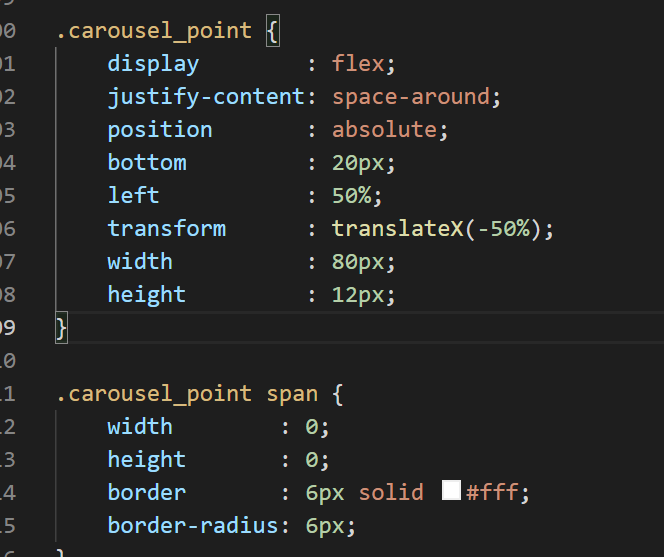 00 .carousel_point {
01     display         : flex;
02     justify-content: space-around;
03     position        : absolute;
04     bottom          : 20px;
05     left            : 50%;
06     transform       : translateX(-50%);
07     width           : 80px;
08     height          : 12px;
09 }
10
11 .carousel_point span {
12     width        : 0;
13     height       : 0;
14     border       : 6px solid #fff;
15     border-radius: 6px;
}